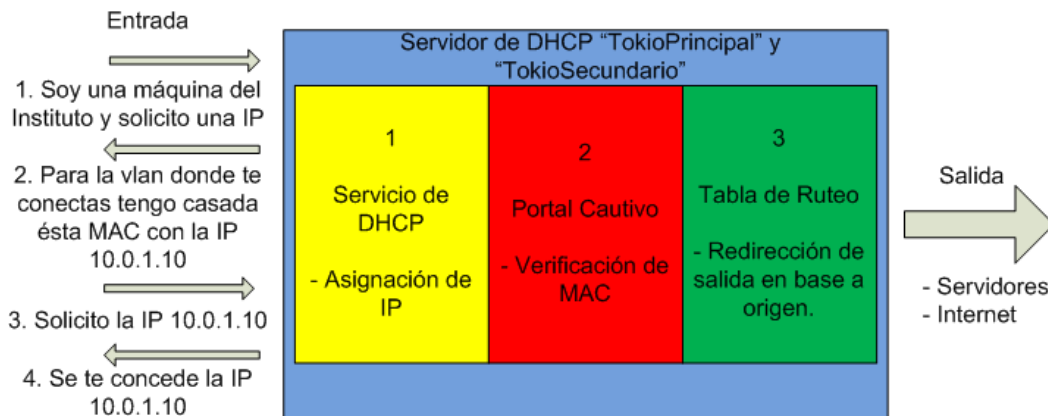 Entrada
1. Soy una máquina del
Instituto y solicito una IP
2. Para la vlan donde te
conectas tengo casada
ésta MAC con la IP
10.0.1.10
3. Solicito la IP 10.0.1.10
4. Se te concede la IP
10.0.1.10
Servidor de DHCP “TokioPrincipal” y
“TokioSecundario”
1
Servicio de
DHCP
- Asignación de
IP
2
Portal Cautivo
- Verificación de
MAC
3
Tabla de Ruteo
- Redirección de
salida en base a
origen.
Salida
- Servidores
- Internet